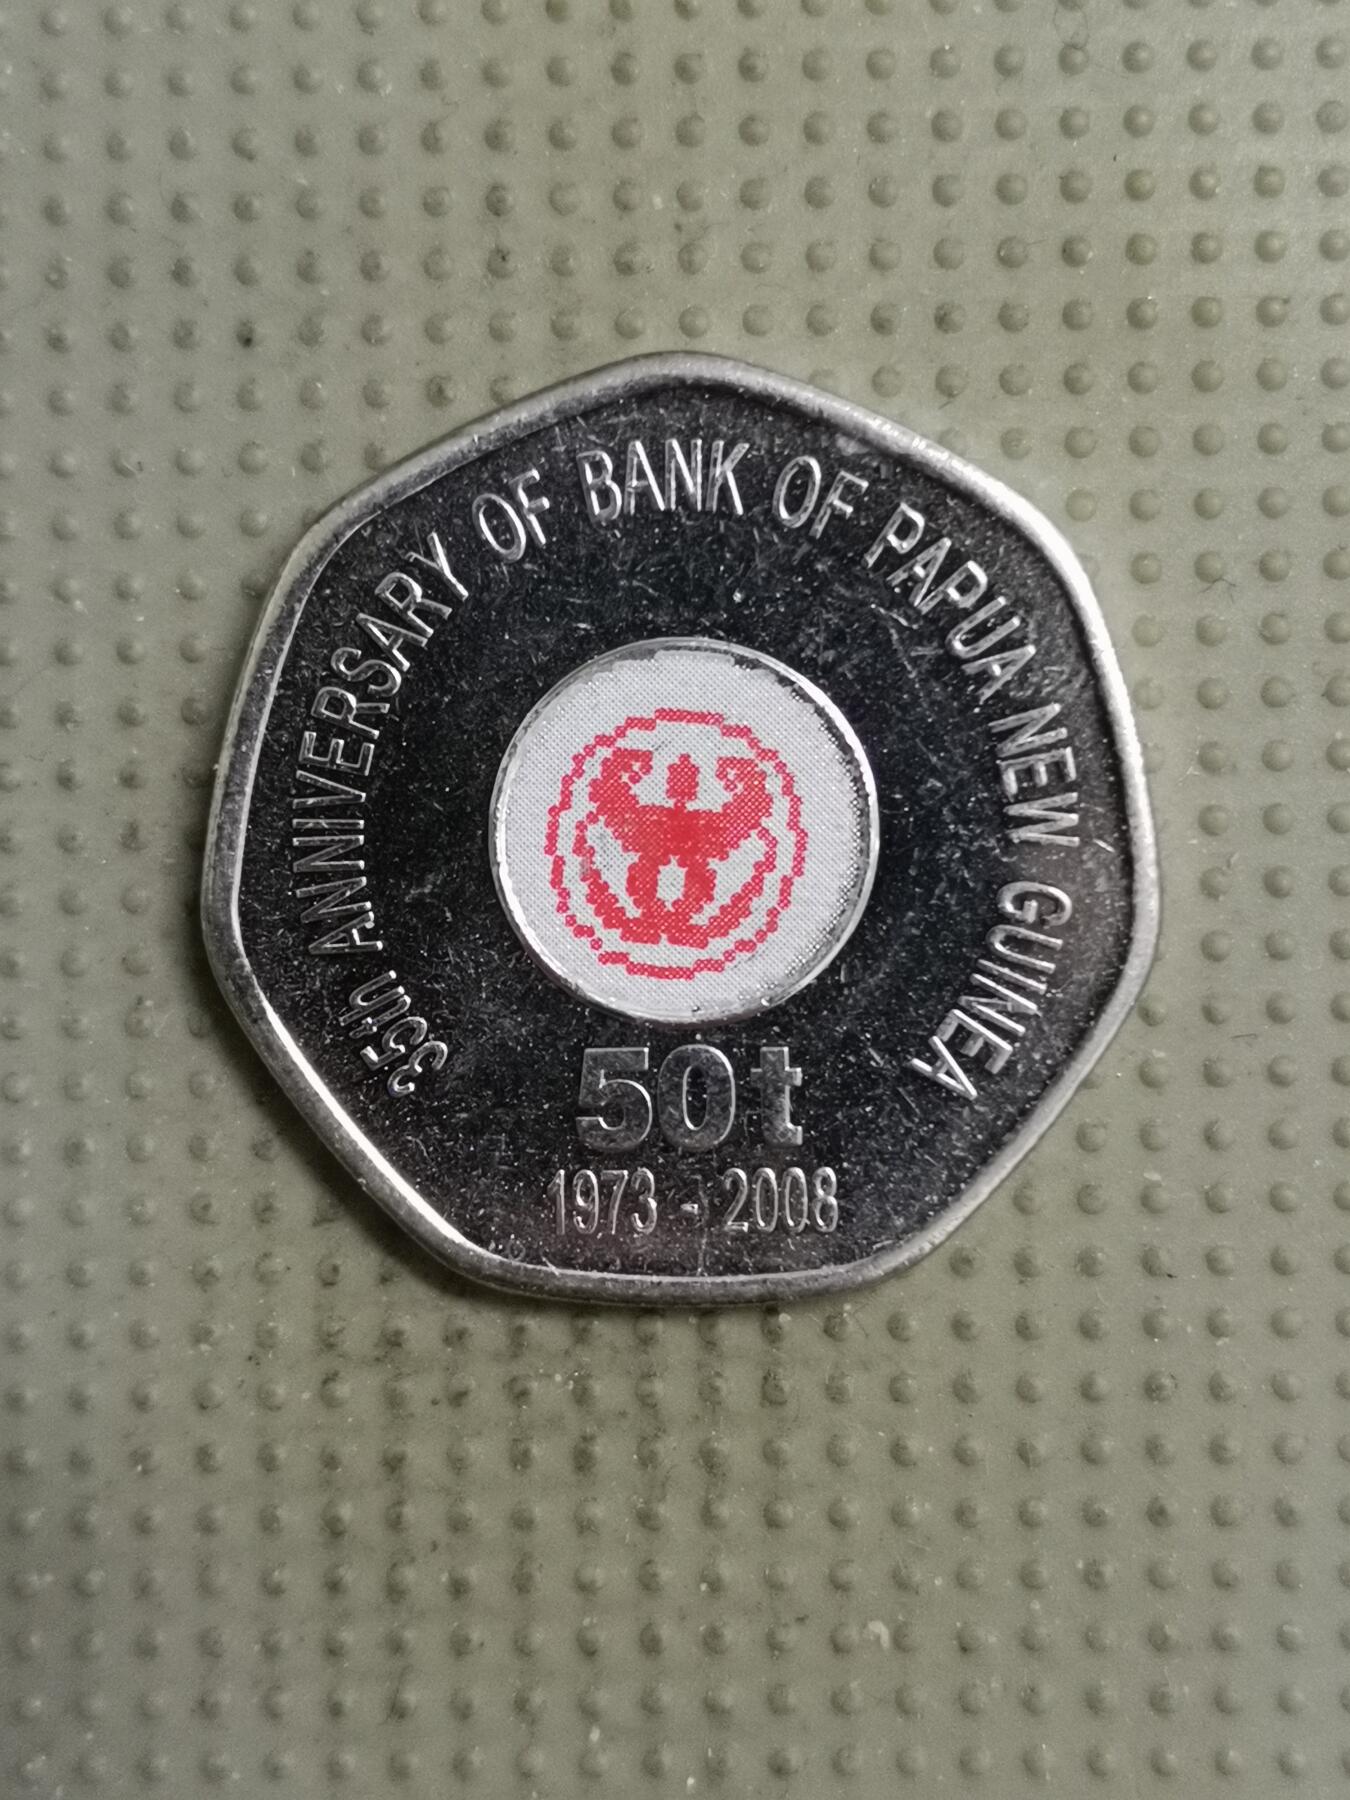 35th ANNIVERSARY OF BANK OF PAPUA NEW GUINEA
50t
1973 - 2008